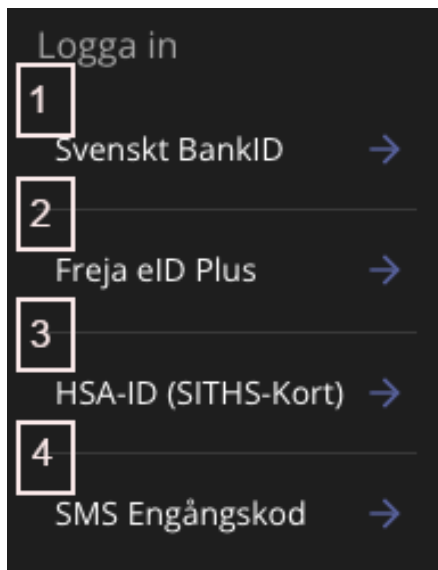 Logga in
1
Svenskt BankID
2
Freja eID Plus
3
HSA-ID (SITHS-Kort)
4
SMS Engångskod